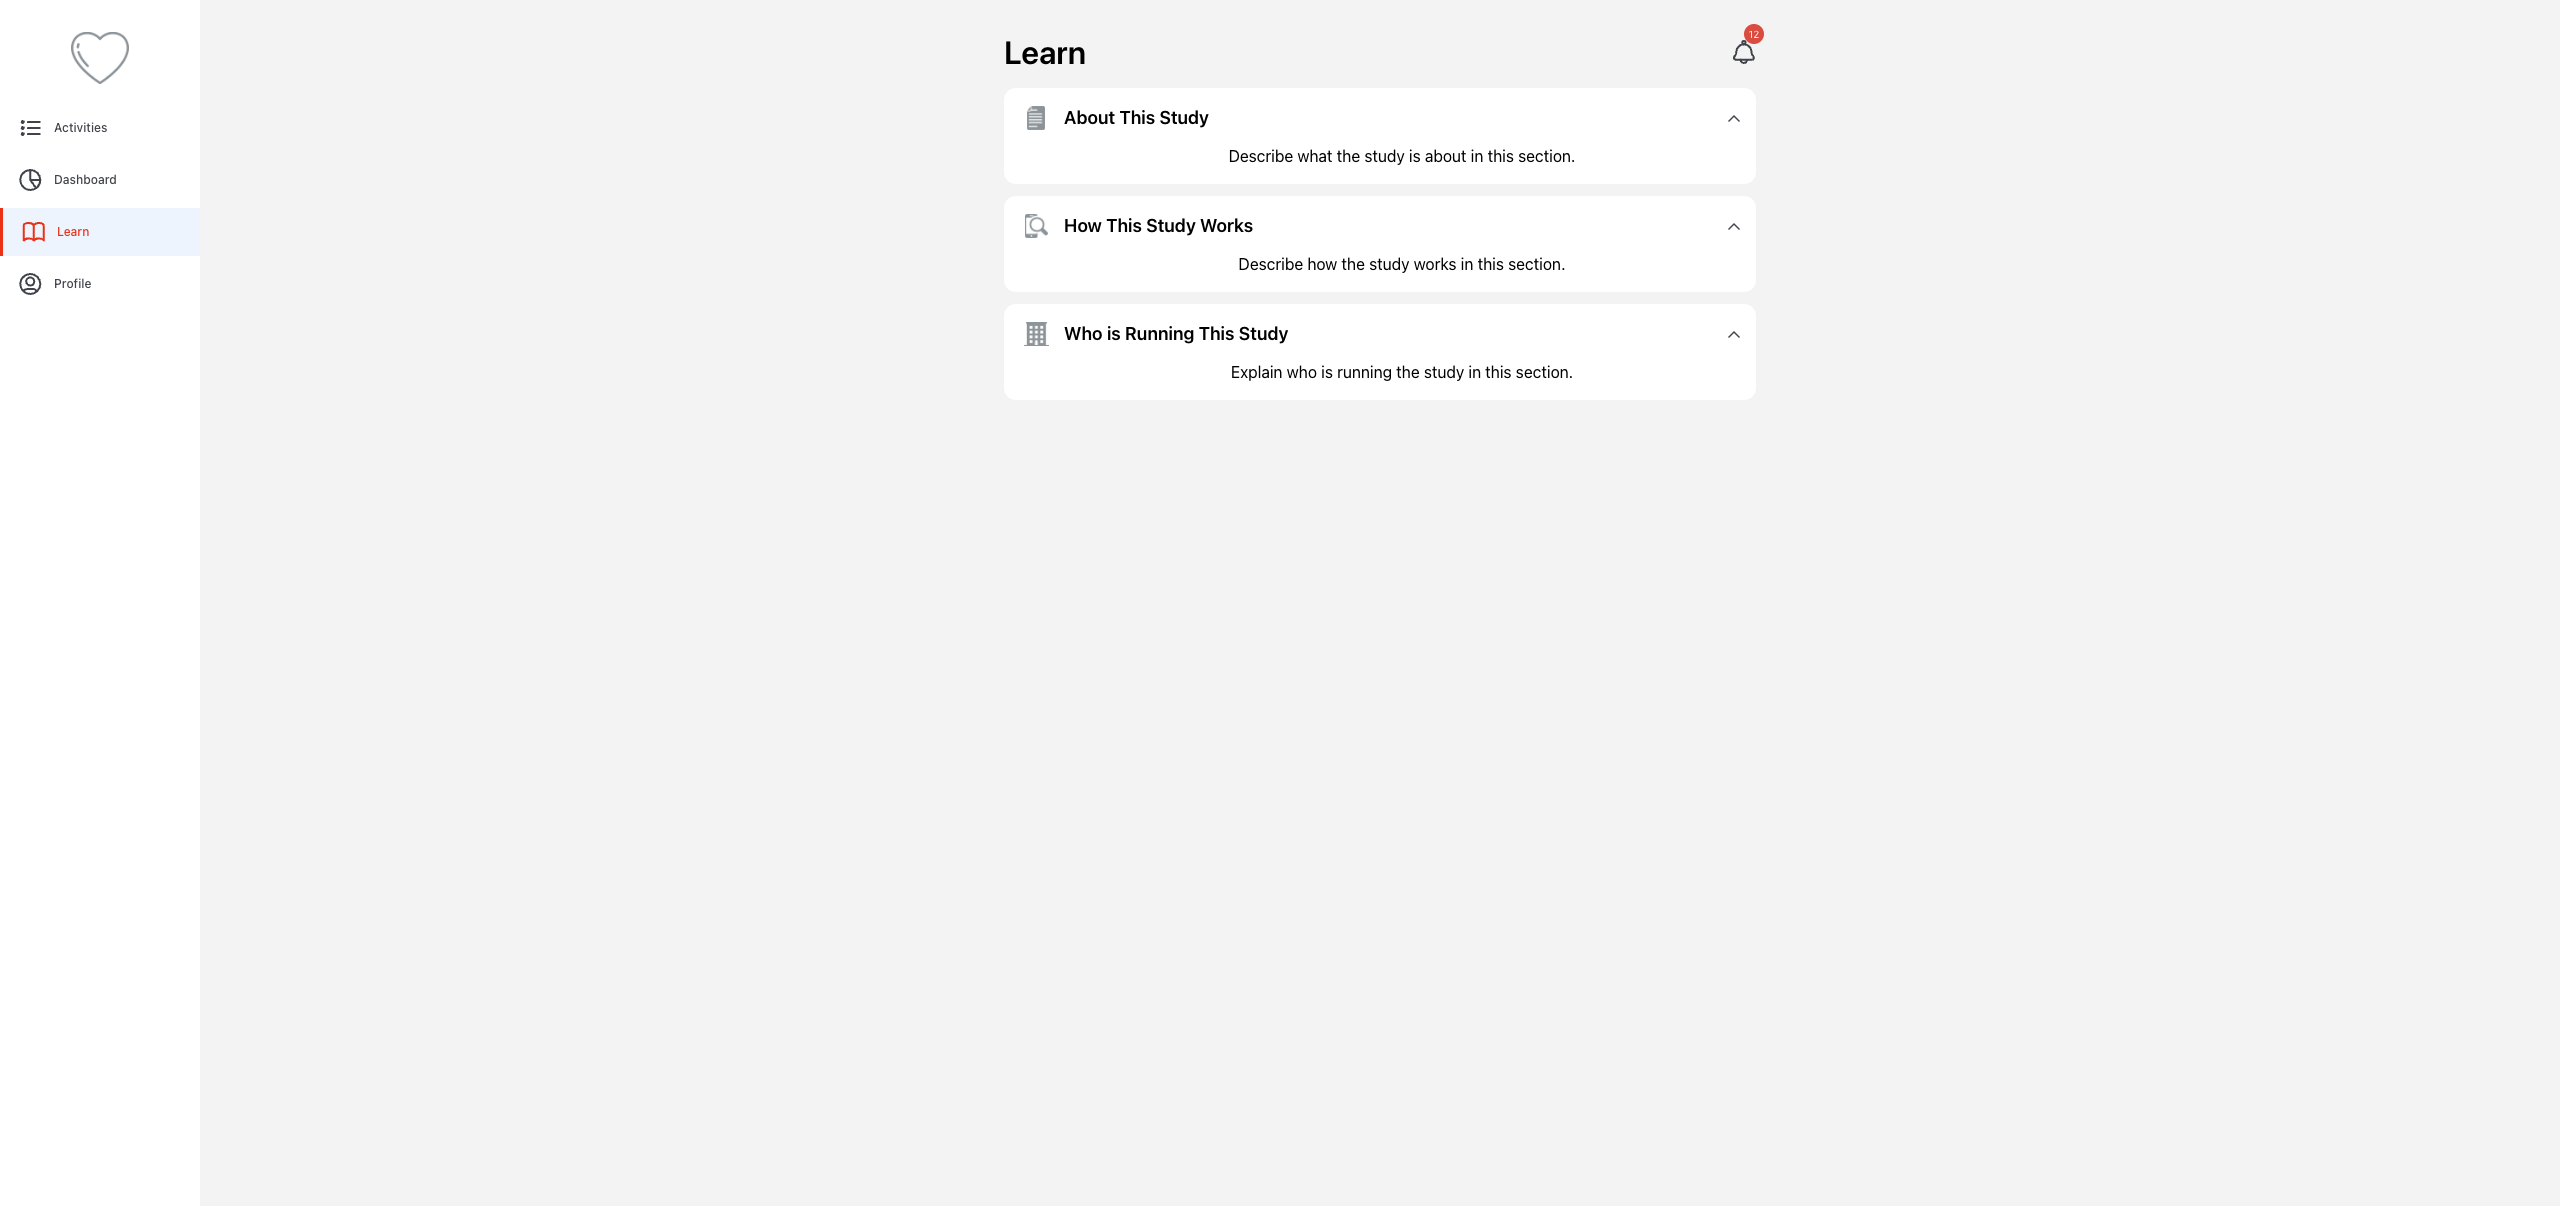 Activities
Dashboard
Learn
Profile
Learn
12
About This Study
Describe what the study is about in this section.
How This Study Works
Describe how the study works in this section.
Who is Running This Study
Explain who is running the study in this section.